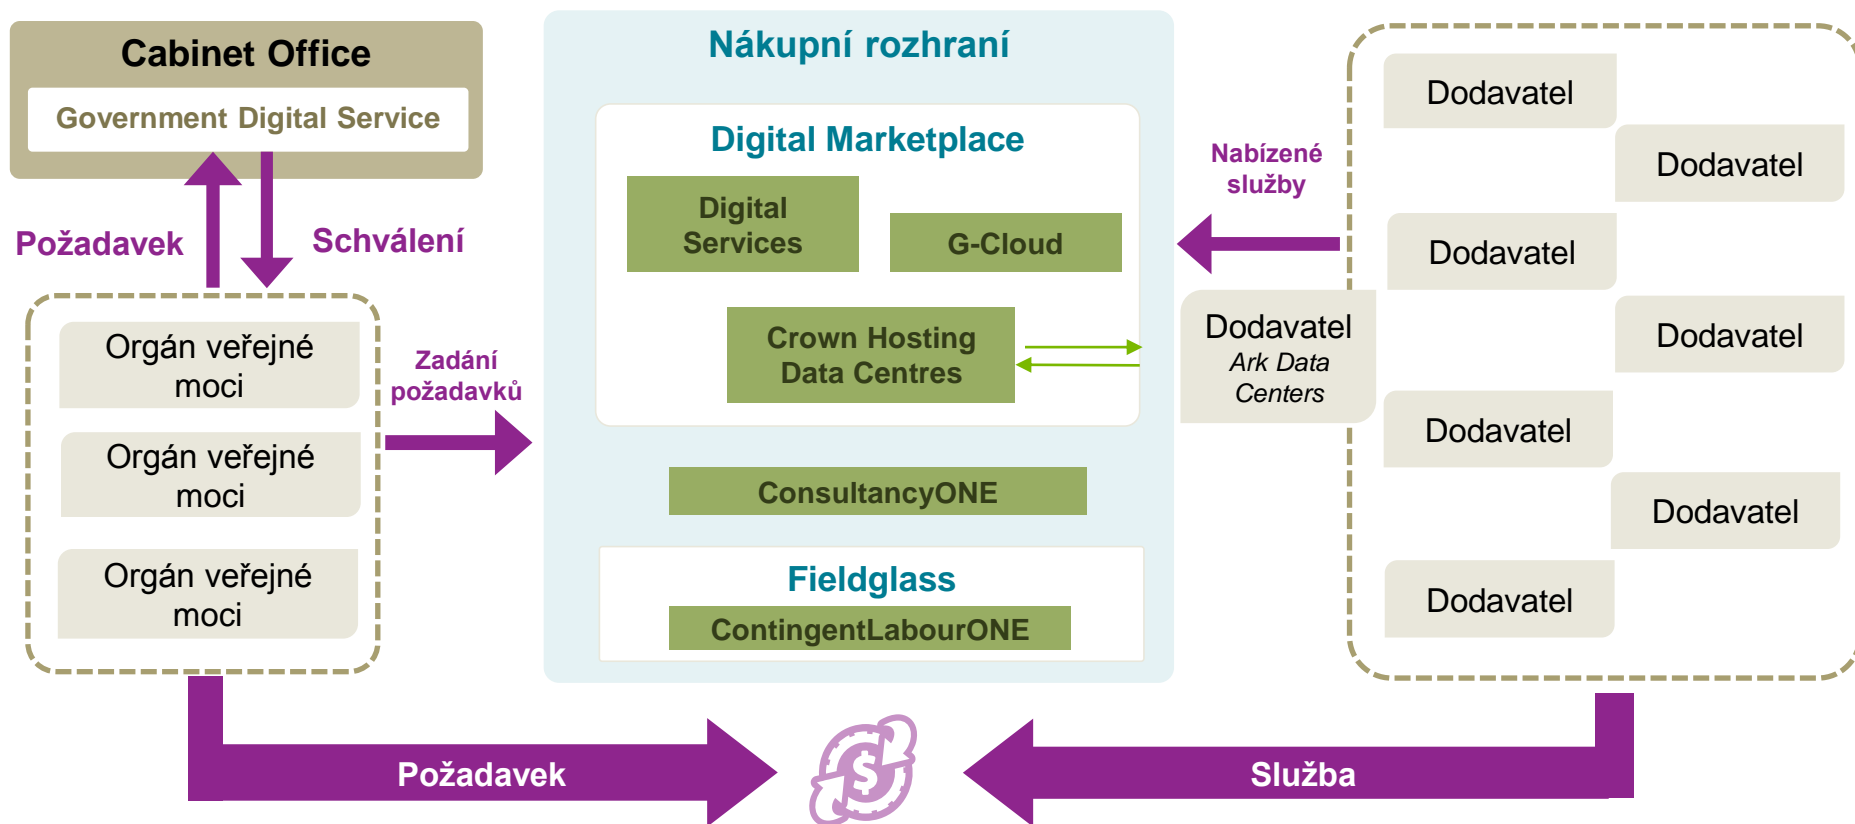 Cabinet Office
Government Digital Service
Požadavek
Schválení
Orgán veřejné
moci
Orgán veřejné
moci
Orgán veřejné
moci
Zadání
požadavků
Nákupní rozhraní
Digital Marketplace
Digital
Services
G-Cloud
Crown Hosting
Data Centres
ConsultancyONE
Fieldglass
ContingentLabourONE
Nabízené
služby
Dodavatel
Ark Data
Centers
Dodavatel
Dodavatel
Dodavatel
Dodavatel
Dodavatel
Dodavatel
Dodavatel
Požadavek
$
Služba